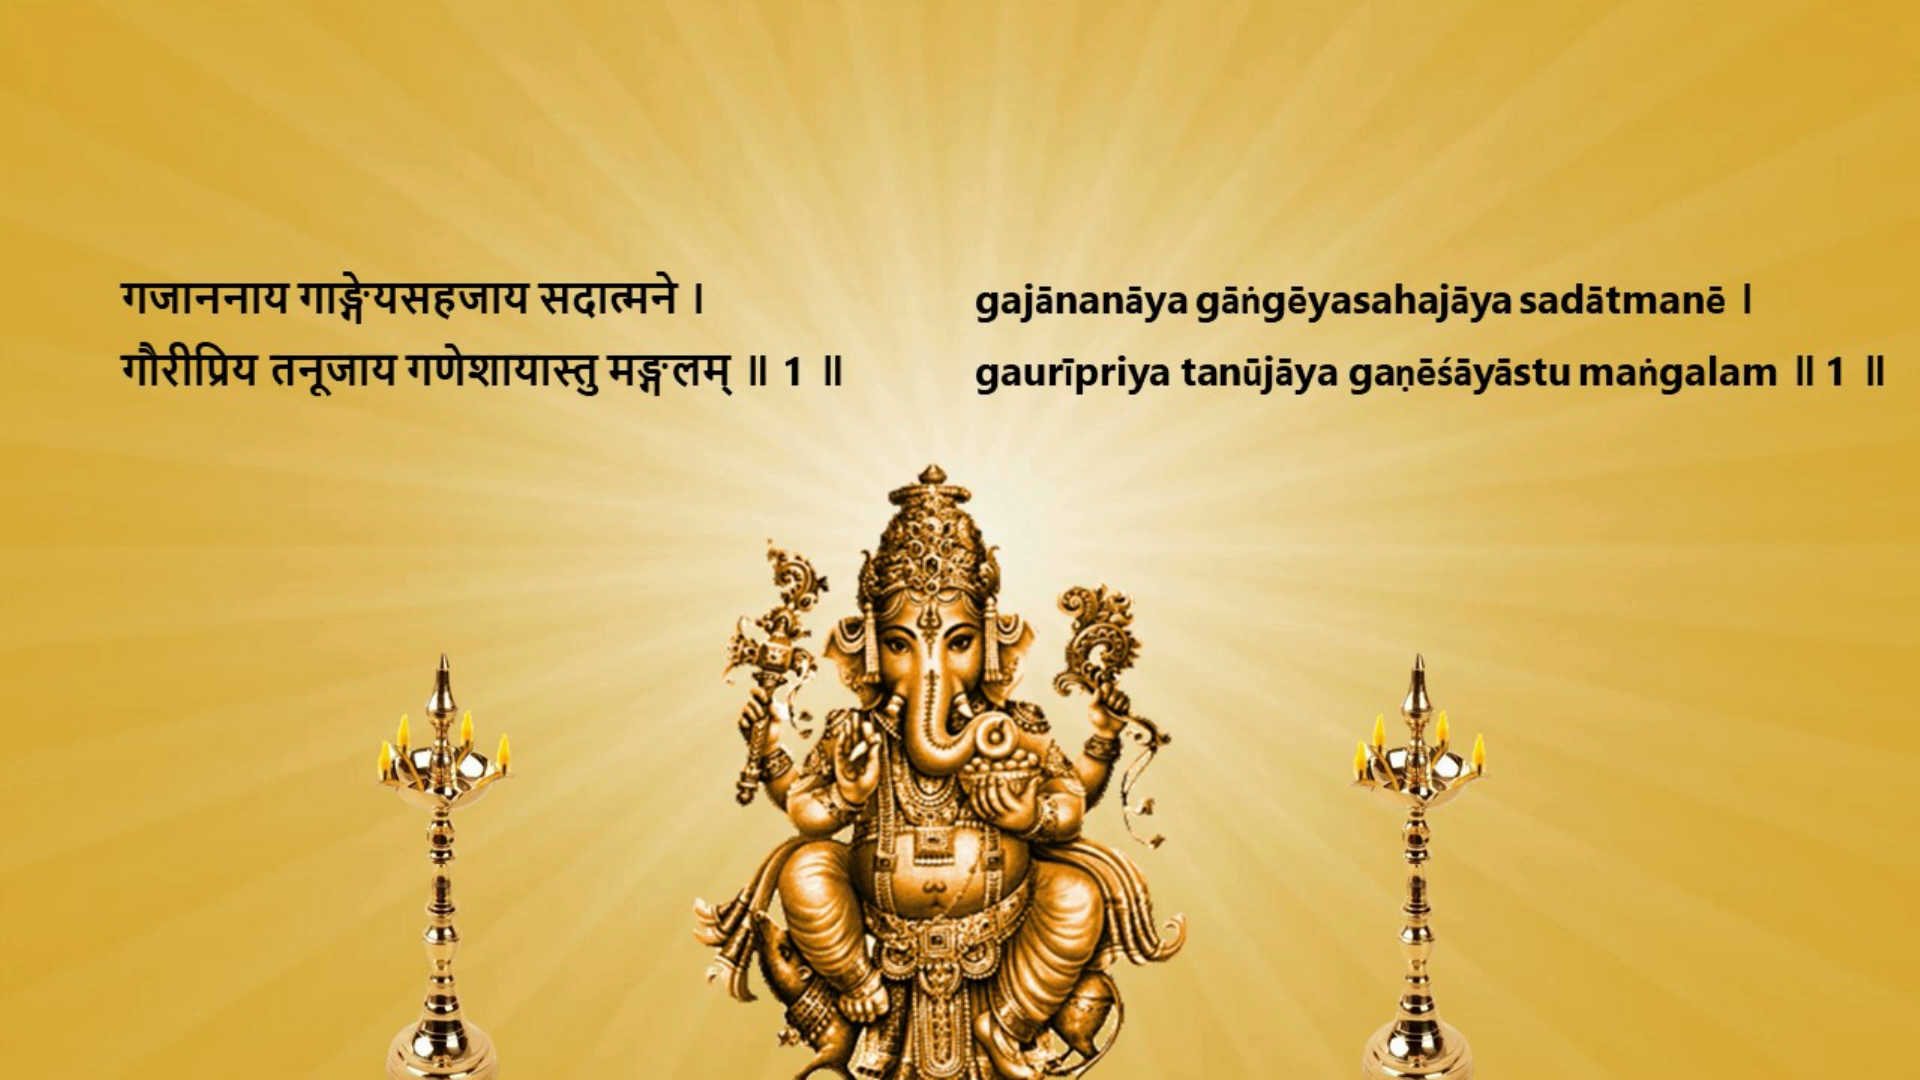 गजाननाय गाङ्गेयसहजाय सदात्मने ।
गौरीप्रिय तनूजाय गणेशायास्तु मङ्गलम् ॥ 1 ॥
gajānanāya gāṅgēyasahajāya sadātmanē ।
gaurīpriya tanūjāya gaṇēśāyāstu maṅgalam ॥ 1 ॥